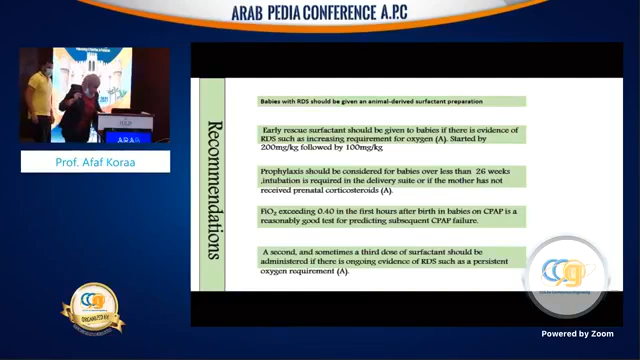 ARAB PEDIA CONFERENCE A.P.C
Prof. Afaf Koraa
Recommendations
Babies with RDS should be given an animal-derived surfactant preparation
Early rescue surfactant should be given to babies if there is evidence of
RDS such as increasing requirement for oxygen (A). Started by
200mg/kg followed by 100mg/kg
Prophylaxis should be considered for babies over less than 26 weeks
,intubation is required in the delivery suite or if the mother has not
received prenatal corticosteroids (A).
FiO2 exceeding 0.40 in the first hours after birth in babies on CPAP is a
reasonably good test for predicting subsequent CPAP failure.
A second, and sometimes a third dose of surfactant should be
administered if there is ongoing evidence of RDS such as a persistent
oxygen requirement (A).
ARAB
ORGANIZED BY
Powered by Zoom